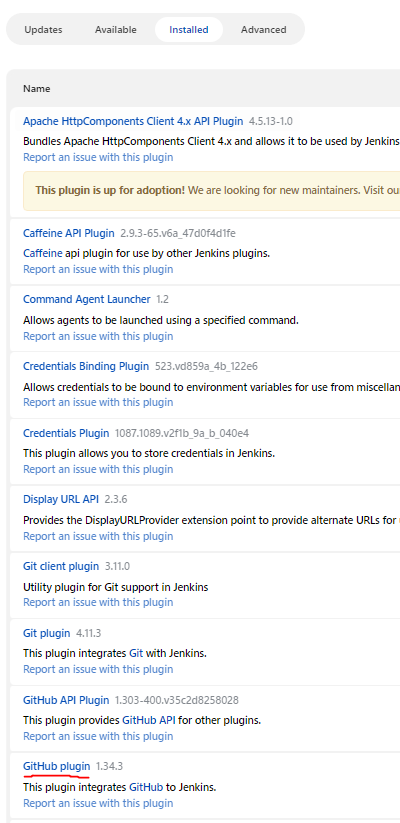 Updates Available Installed Advanced
Name
Apache HttpComponents Client 4.x API Plugin 4.5.13-1.0
Bundles Apache HttpComponents Client 4.x and allows it to be used by Jenkins
Report an issue with this plugin
This plugin is up for adoption! We are looking for new maintainers. Visit ou
Caffeine API Plugin 2.9.3-65.v6a_47d0f4d1fe
Caffeine api plugin for use by other Jenkins plugins.
Report an issue with this plugin
Command Agent Launcher 1.2
Allows agents to be launched using a specified command.
Report an issue with this plugin
Credentials Binding Plugin 523.vd859a_4b_122e6
Allows credentials to be bound to environment variables for use from miscellan
Report an issue with this plugin
Credentials Plugin 1087.1089.v2f1b_9a_b_040e4
This plugin allows you to store credentials in Jenkins.
Report an issue with this plugin
Display URL API 2.3.6
Provides the DisplayURLProvider extension point to provide alternate URLs for
Report an issue with this plugin
Git client plugin 3.11.0
Utility plugin for Git support in Jenkins
Report an issue with this plugin
Git plugin 4.11.3
This plugin integrates Git with Jenkins.
Report an issue with this plugin
GitHub API Plugin 1.303-400.v35c2d8258028
This plugin provides GitHub API for other plugins.
Report an issue with this plugin
GitHub plugin 1.34.3
This plugin integrates GitHub to Jenkins.
Report an issue with this plugin